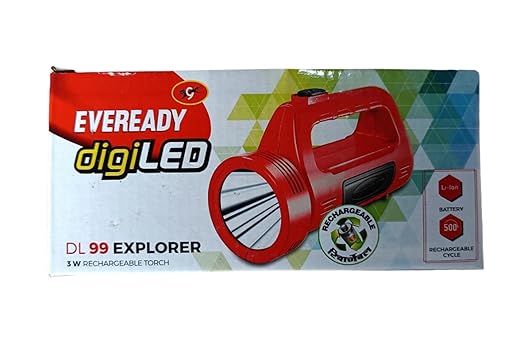 EVEREADY
digiLED
DL 99 EXPLORER
3 W RECHARGEABLE TORCH
RECHARGEABLE
रिचार्जेबल
Li-Ion
BATTERY
500
RECHARGEABLE
CYCLE